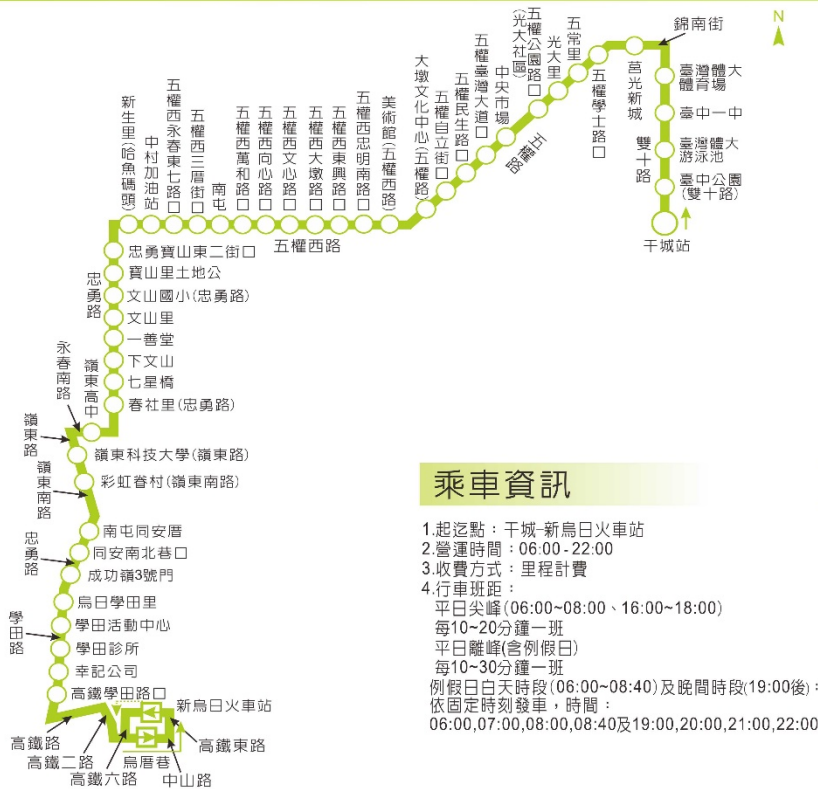 N
錦南街
臺灣體大
體育場
臺中一中
臺灣體大
游泳池
臺中公園
(雙十路)
雙十路
干城站
莒光新城
五權學士路口
五常里
光大里
五權公園路口
(光大社區)
中央市場
五權臺灣大道口
五權民生路口
五權自立街口
大墩文化中心(五權路)
五權路
美術館(五權西路)
五權西忠明南路口
五權西東興路口
五權西大墩路口
五權西文心路口
五權西向心路口
五權西萬和路口
南屯
五權西三厝街口
五權西永春東七路口
中村加油站
新生里(哈魚碼頭)
五權西路
忠勇寶山東二街口
寶山里土地公
文山國小(忠勇路)
文山里
一善堂
下文山
七星橋
春社里(忠勇路)
忠勇路
嶺東高中
永春南路
嶺東路
嶺東科技大學(嶺東路)
彩虹眷村(嶺東南路)
嶺東南路
南屯同安厝
同安南北巷口
成功嶺3號門
忠勇路
烏日學田里
學田活動中心
學田診所
幸記公司
學田路
高鐵學田路口
新烏日火車站
高鐵路
高鐵二路
高鐵六路
烏厝巷
中山路
高鐵東路
乘車資訊
1.起迄點：干城-新烏日火車站
2.營運時間：06:00-22:00
3.收費方式：里程計費
4.行車班距：
平日尖峰(06:00~08:00、16:00~18:00)
每10~20分鐘一班
平日離峰(含例假日)
每10~30分鐘一班
例假日白天時段(06:00~08:40)及晚間時段(19:00後)：
依固定時刻發車，時間：
06:00,07:00,08:00,08:40及19:00,20:00,21:00,22:00